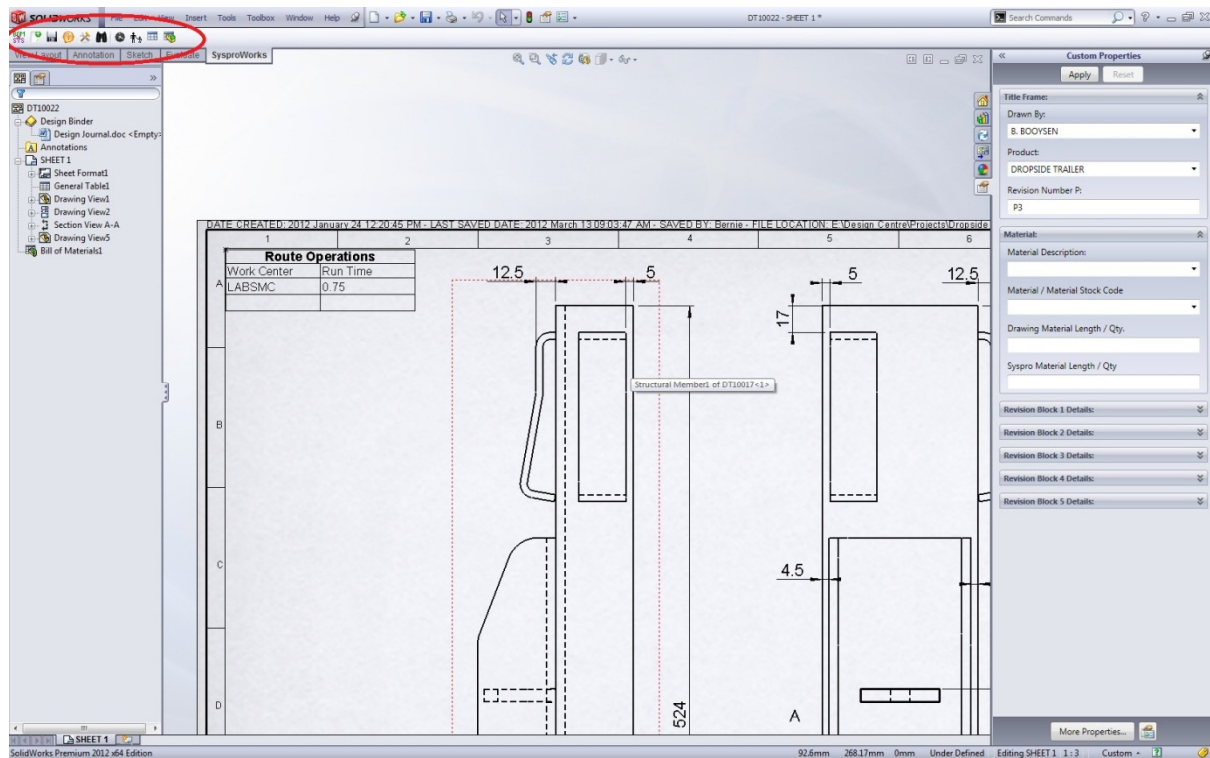 SOLIDWORKS File Edit View Insert Tools Toolbox Window Help
DT10022 - SHEET 1 *
Search Commands
View Layout Annotation Sketch Evaluate SysproWorks
DT10022
Design Binder
Design Journal.doc <Empty>
Annotations
SHEET 1
Sheet Format1
General Table1
Drawing View1
Drawing View2
Section View A-A
Drawing View5
Bill of Materials1
DATE CREATED: 2012 January 24 12:20:45 PM - LAST SAVED DATE: 2012 March 13 09:03:47 AM - SAVED BY: Bernie - FILE LOCATION: E:\Design Centre\Projects\Dropside
1 2 3 4 5 6
Route Operations
Work Center Run Time
LABSMC 0.75
A
B
C
D
12.5 5 5 12.5
17
Structural Member1 of DT10017<1>
4.5
524
A
Custom Properties
Apply Reset
Title Frame:
Drawn By:
B. BOOYSEN
Product:
DROPSIDE TRAILER
Revision Number P:
P3
Material:
Material Description:
Material / Material Stock Code
Drawing Material Length / Qty.
Syspro Material Length / Qty
Revision Block 1 Details:
Revision Block 2 Details:
Revision Block 3 Details:
Revision Block 4 Details:
Revision Block 5 Details:
More Properties...
SHEET 1
SolidWorks Premium 2012 x64 Edition
92.6mm 268.17mm 0mm Under Defined Editing SHEET1 1 : 3 Custom